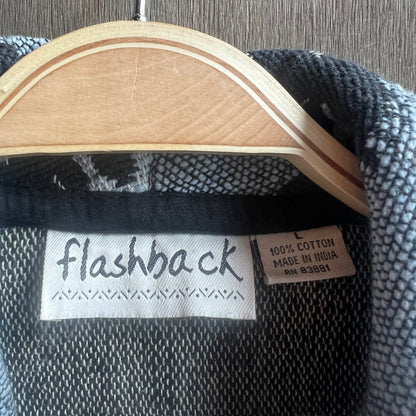 flashback
L
100% COTTON
MADE IN INDIA
RN 83981